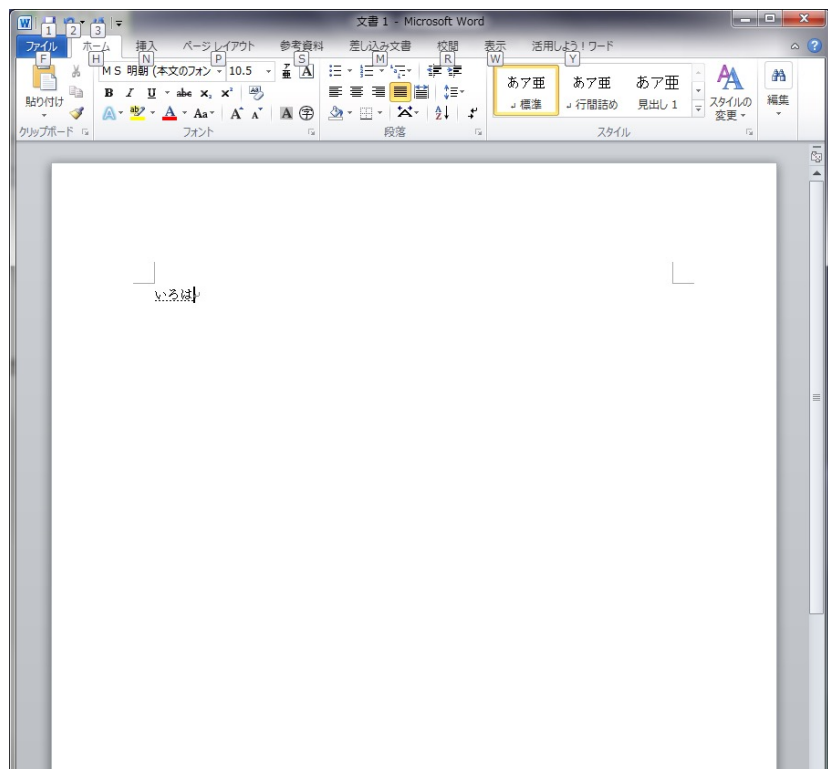 文書 1 - Microsoft Word
1 2 3
ファイル ホーム 挿入 ページ レイアウト 参考資料 差し込み文書 校閲 表示 活用しよう!ワード
F H N P S M R W Y
MS 明朝 (本文のフォン 10.5
B I U abc x₂ x²
Aa A A A 字
貼り付け
あア亜 あア亜 あア亜
標準 行間詰め 見出し 1
スタイルの
変更
編集
クリップボード フォント 段落 スタイル
いろは